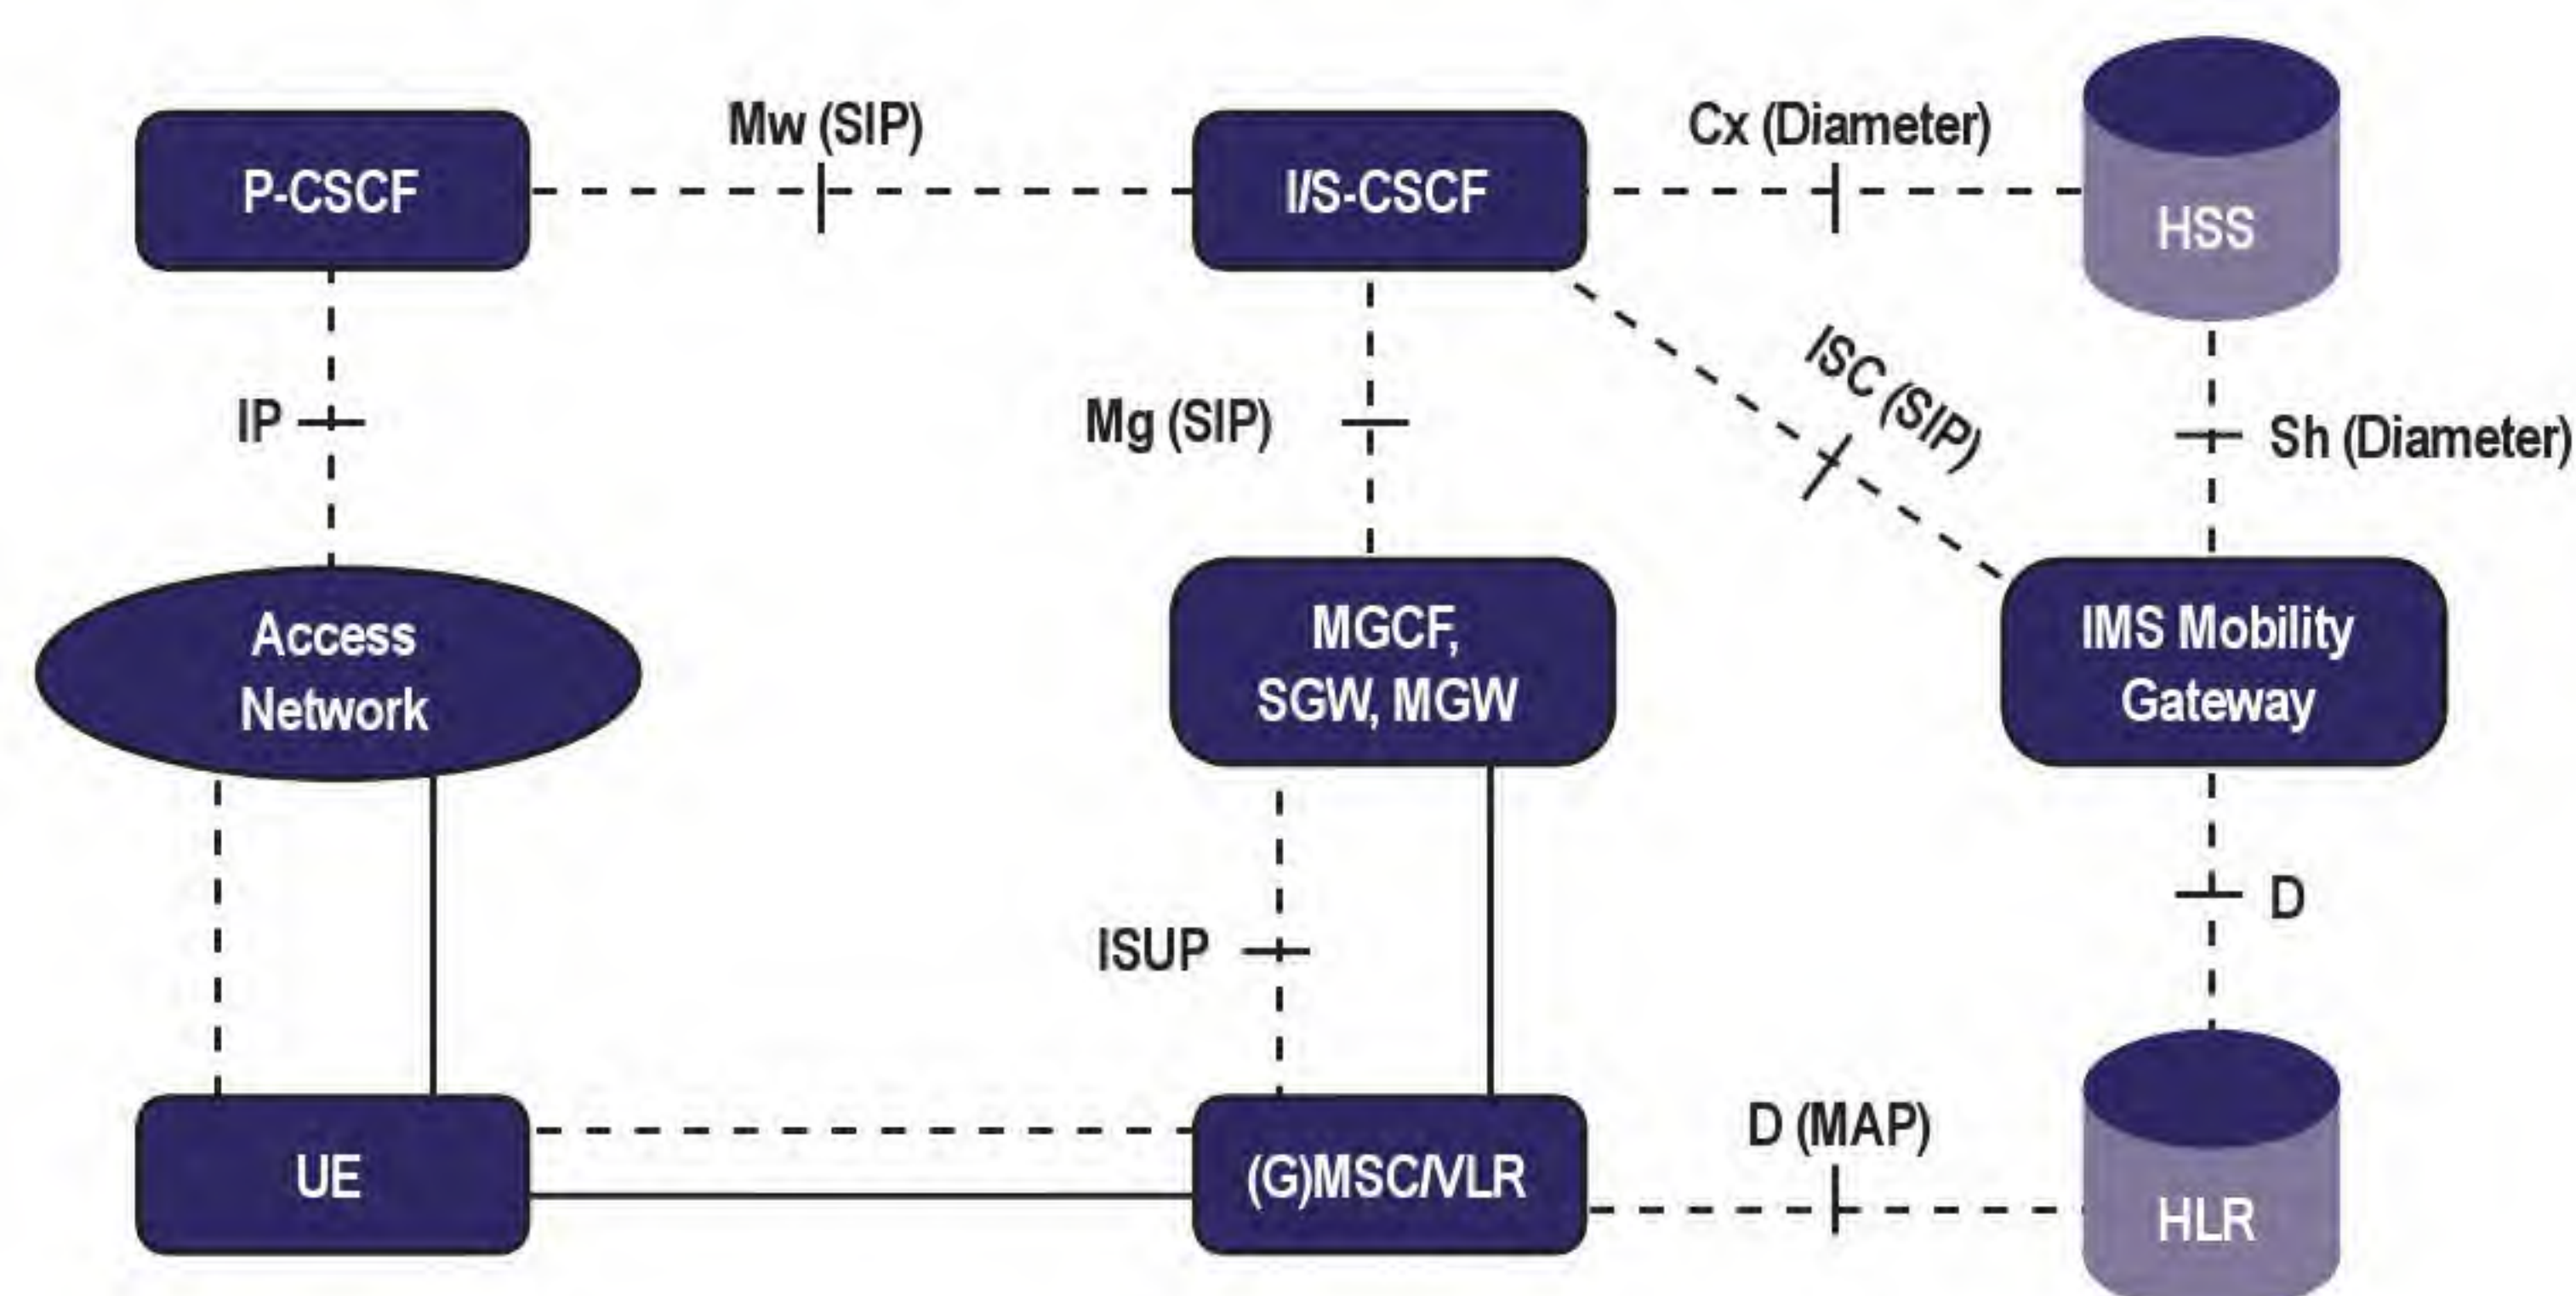 Mw (SIP)
Cx (Diameter)
P-CSCF
I/S-CSCF
HSS
ISC (SIP)
IP
Mg (SIP)
Sh (Diameter)
Access
Network
MGCF,
SGW, MGW
IMS Mobility
Gateway
D
ISUP
D (MAP)
UE
(G)MSC/VLR
HLR